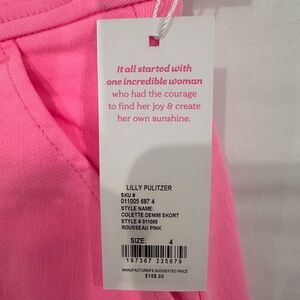 It all started with
one incredible woman
who had the courage
to find her joy & create
her own sunshine.
LILLY PULITZER
SKU #
011005 687 4
STYLE NAME:
COLETTE DENIM SKORT
STYLE # 011005
ROUSSEAU PINK
SIZE: 4
197367 225679
MANUFACTURER'S SUGGESTED PRICE
$108.00